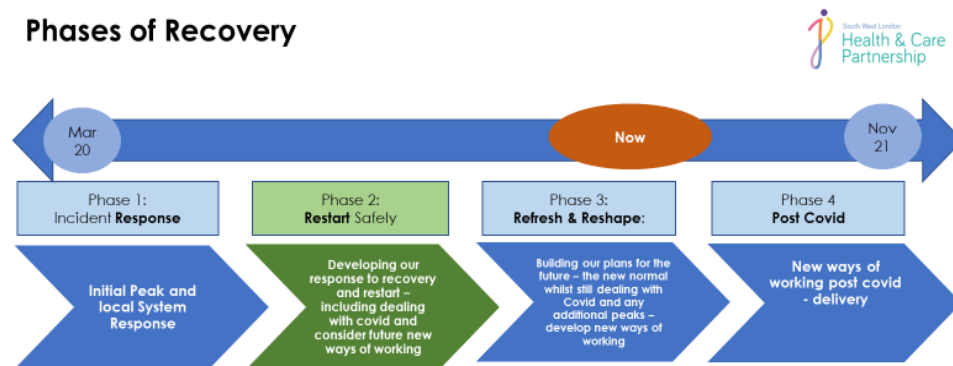 Phases of Recovery
South West London
Health & Care
Partnership
Mar
20
Now
Nov
21
Phase 1:
Incident Response
Phase 2:
Restart Safely
Phase 3:
Refresh & Reshape:
Phase 4
Post Covid
Initial Peak and
local System
Response
Developing our
response to recovery
and restart –
including dealing
with covid and
consider future new
ways of working
Building our plans for the
future – the new normal
whilst still dealing with
Covid and any
additional peaks –
develop new ways of
working
New ways of
working post covid
- delivery